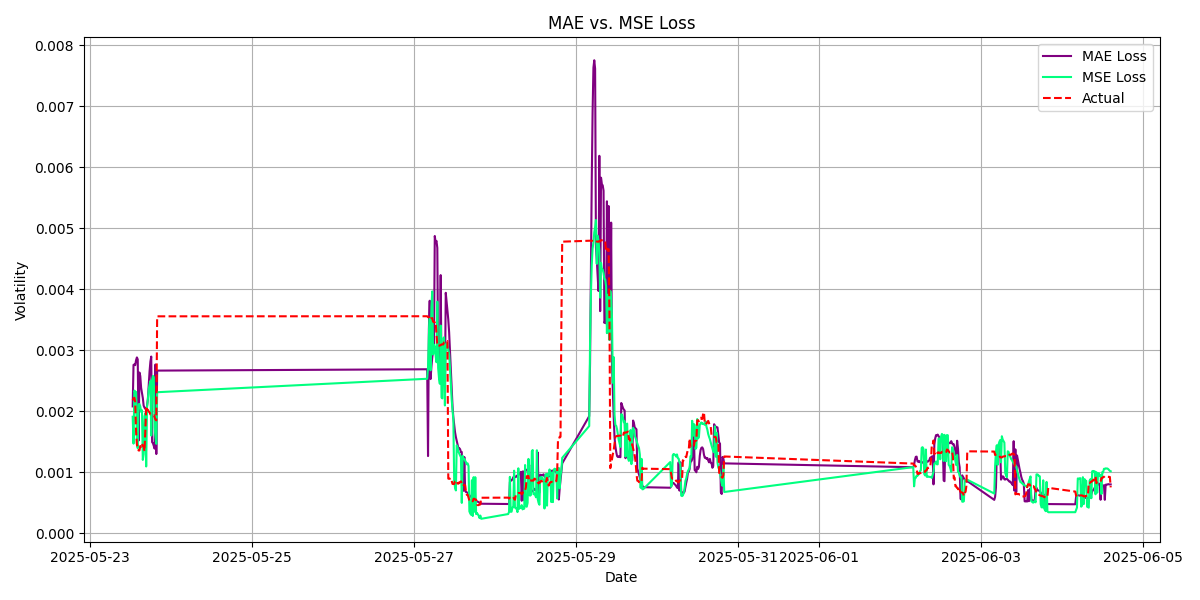 MAE vs. MSE Loss
MAE Loss
MSE Loss
Actual
Volatility
0.008
0.007
0.006
0.005
0.004
0.003
0.002
0.001
0.000
2025-05-23
2025-05-25
2025-05-27
2025-05-29
2025-05-31
2025-06-01
2025-06-03
2025-06-05
Date